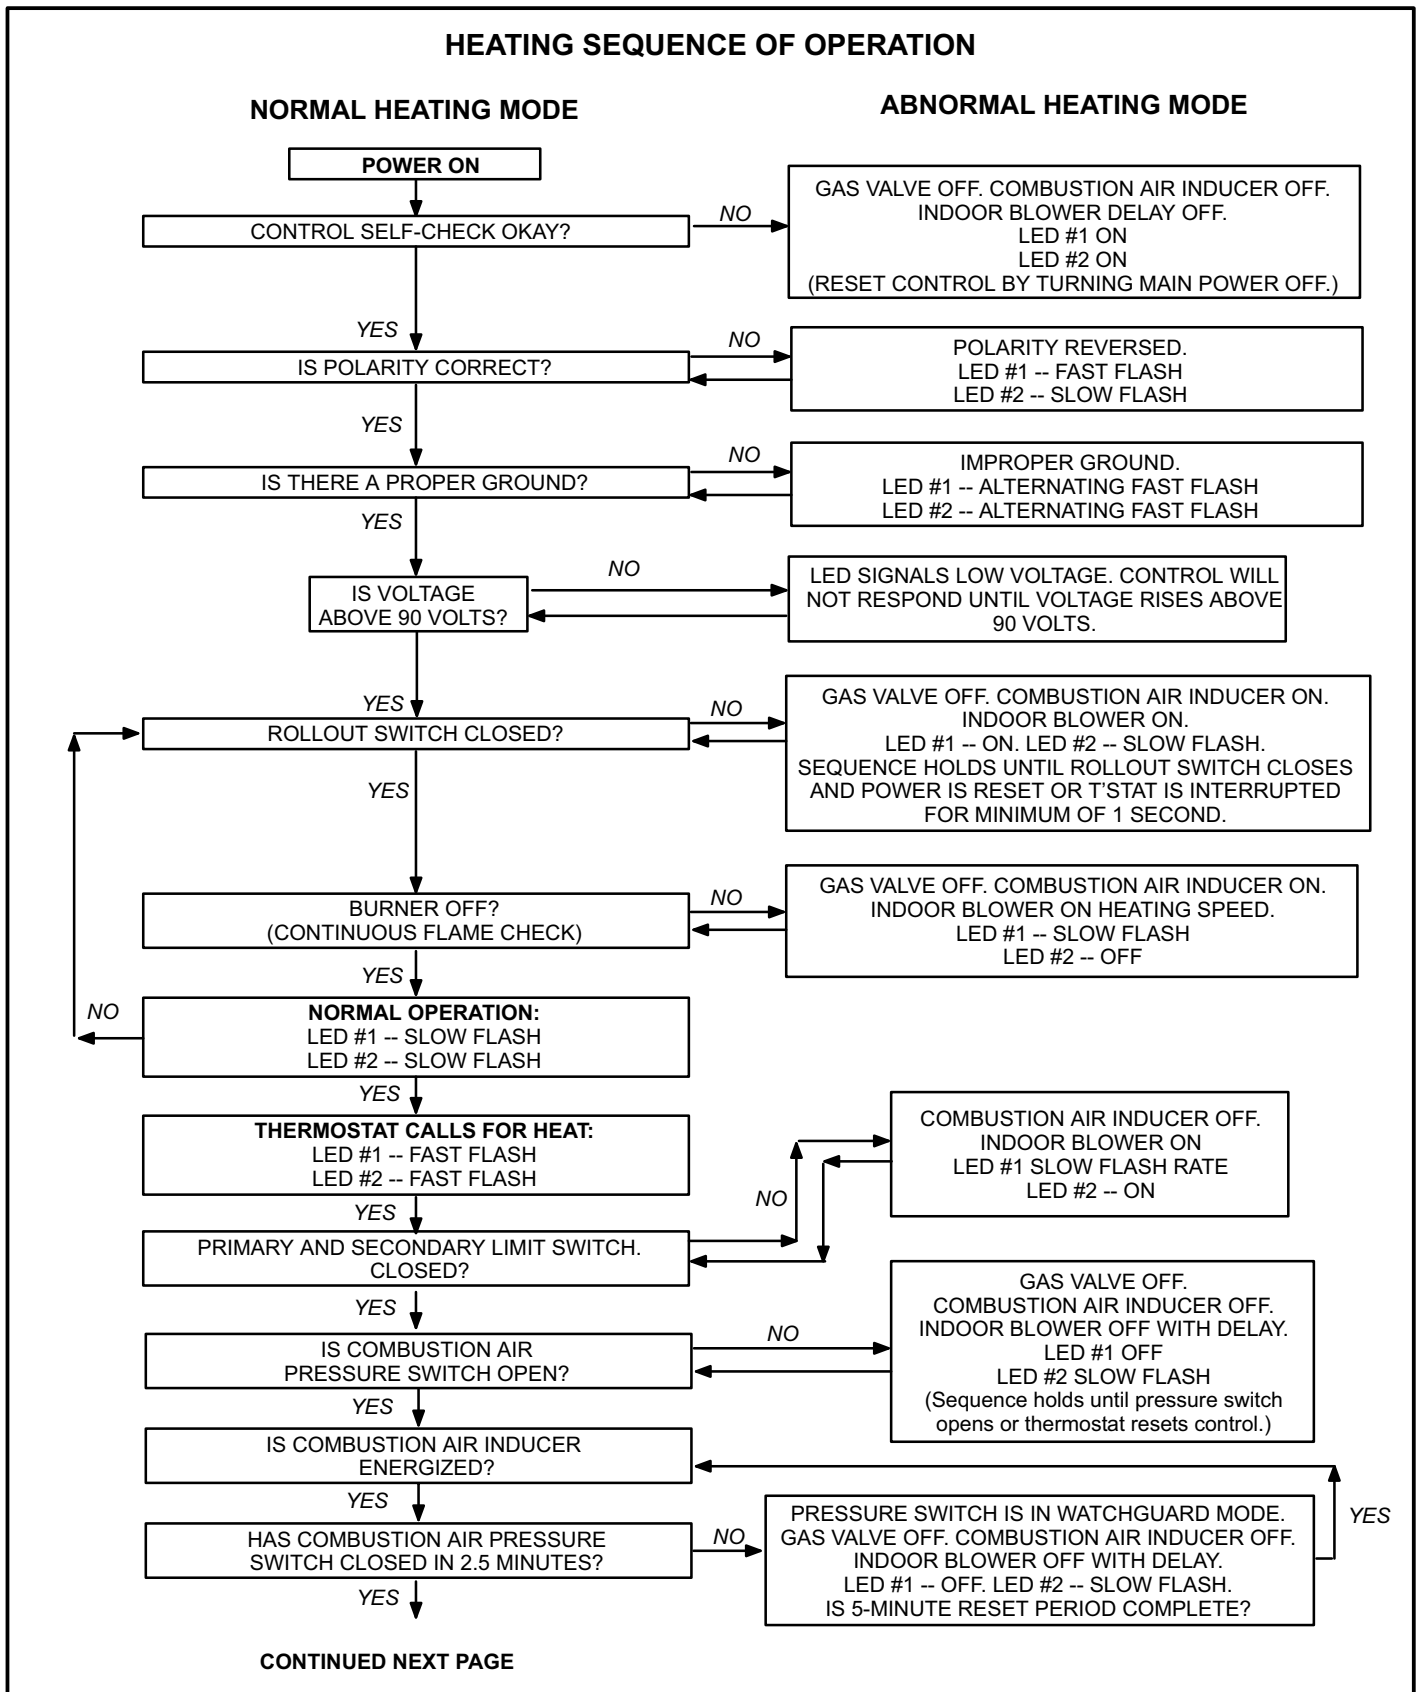 HEATING SEQUENCE OF OPERATION
NORMAL HEATING MODE
ABNORMAL HEATING MODE
POWER ON
CONTROL SELF-CHECK OKAY?
NO
GAS VALVE OFF. COMBUSTION AIR INDUCER OFF.
INDOOR BLOWER DELAY OFF.
LED #1 ON
LED #2 ON
(RESET CONTROL BY TURNING MAIN POWER OFF.)
YES
IS POLARITY CORRECT?
NO
POLARITY REVERSED.
LED #1 -- FAST FLASH
LED #2 -- SLOW FLASH
YES
IS THERE A PROPER GROUND?
NO
IMPROPER GROUND.
LED #1 -- ALTERNATING FAST FLASH
LED #2 -- ALTERNATING FAST FLASH
YES
IS VOLTAGE
ABOVE 90 VOLTS?
NO
LED SIGNALS LOW VOLTAGE. CONTROL WILL
NOT RESPOND UNTIL VOLTAGE RISES ABOVE
90 VOLTS.
YES
ROLLOUT SWITCH CLOSED?
NO
GAS VALVE OFF. COMBUSTION AIR INDUCER ON.
INDOOR BLOWER ON.
LED #1 -- ON. LED #2 -- SLOW FLASH.
SEQUENCE HOLDS UNTIL ROLLOUT SWITCH CLOSES
AND POWER IS RESET OR T'STAT IS INTERRUPTED
FOR MINIMUM OF 1 SECOND.
YES
BURNER OFF?
(CONTINUOUS FLAME CHECK)
NO
GAS VALVE OFF. COMBUSTION AIR INDUCER ON.
INDOOR BLOWER ON HEATING SPEED.
LED #1 -- SLOW FLASH
LED #2 -- OFF
YES
NO
NORMAL OPERATION:
LED #1 -- SLOW FLASH
LED #2 -- SLOW FLASH
YES
THERMOSTAT CALLS FOR HEAT:
LED #1 -- FAST FLASH
LED #2 -- FAST FLASH
COMBUSTION AIR INDUCER OFF.
INDOOR BLOWER ON
LED #1 SLOW FLASH RATE
LED #2 -- ON
YES
NO
PRIMARY AND SECONDARY LIMIT SWITCH.
CLOSED?
YES
IS COMBUSTION AIR
PRESSURE SWITCH OPEN?
NO
GAS VALVE OFF.
COMBUSTION AIR INDUCER OFF.
INDOOR BLOWER OFF WITH DELAY.
LED #1 OFF
LED #2 SLOW FLASH
(Sequence holds until pressure switch
opens or thermostat resets control.)
YES
IS COMBUSTION AIR INDUCER
ENERGIZED?
YES
HAS COMBUSTION AIR PRESSURE
SWITCH CLOSED IN 2.5 MINUTES?
NO
PRESSURE SWITCH IS IN WATCHGUARD MODE.
GAS VALVE OFF. COMBUSTION AIR INDUCER OFF.
INDOOR BLOWER OFF WITH DELAY.
LED #1 -- OFF. LED #2 -- SLOW FLASH.
IS 5-MINUTE RESET PERIOD COMPLETE?
YES
YES
CONTINUED NEXT PAGE